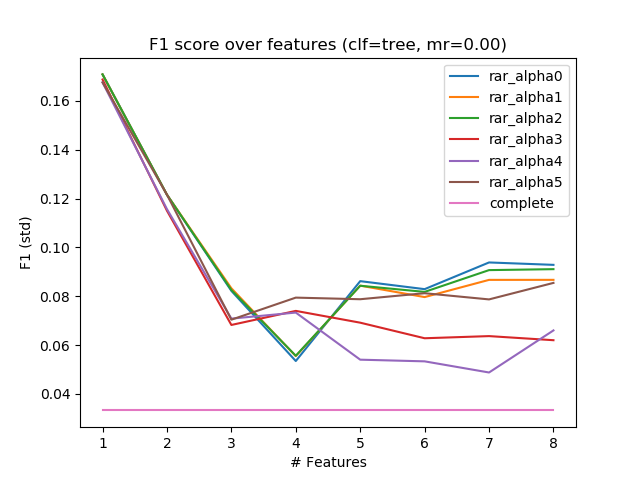 F1 score over features (clf=tree, mr=0.00)
F1 (std)
0.16
0.14
0.12
0.10
0.08
0.06
0.04
rar_alpha0
rar_alpha1
rar_alpha2
rar_alpha3
rar_alpha4
rar_alpha5
complete
1 2 3 4 5 6 7 8
# Features